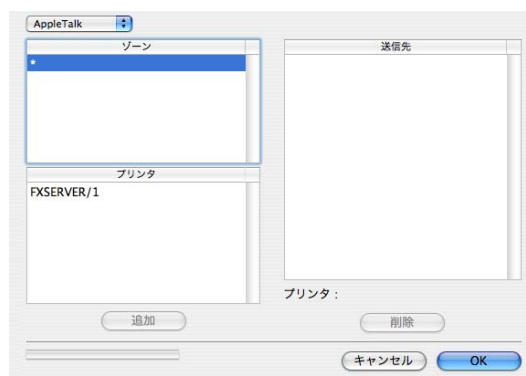 AppleTalk
ゾーン
*
プリンタ
FXSERVER/1
追加
送信先
プリンタ :
削除
キャンセル
OK